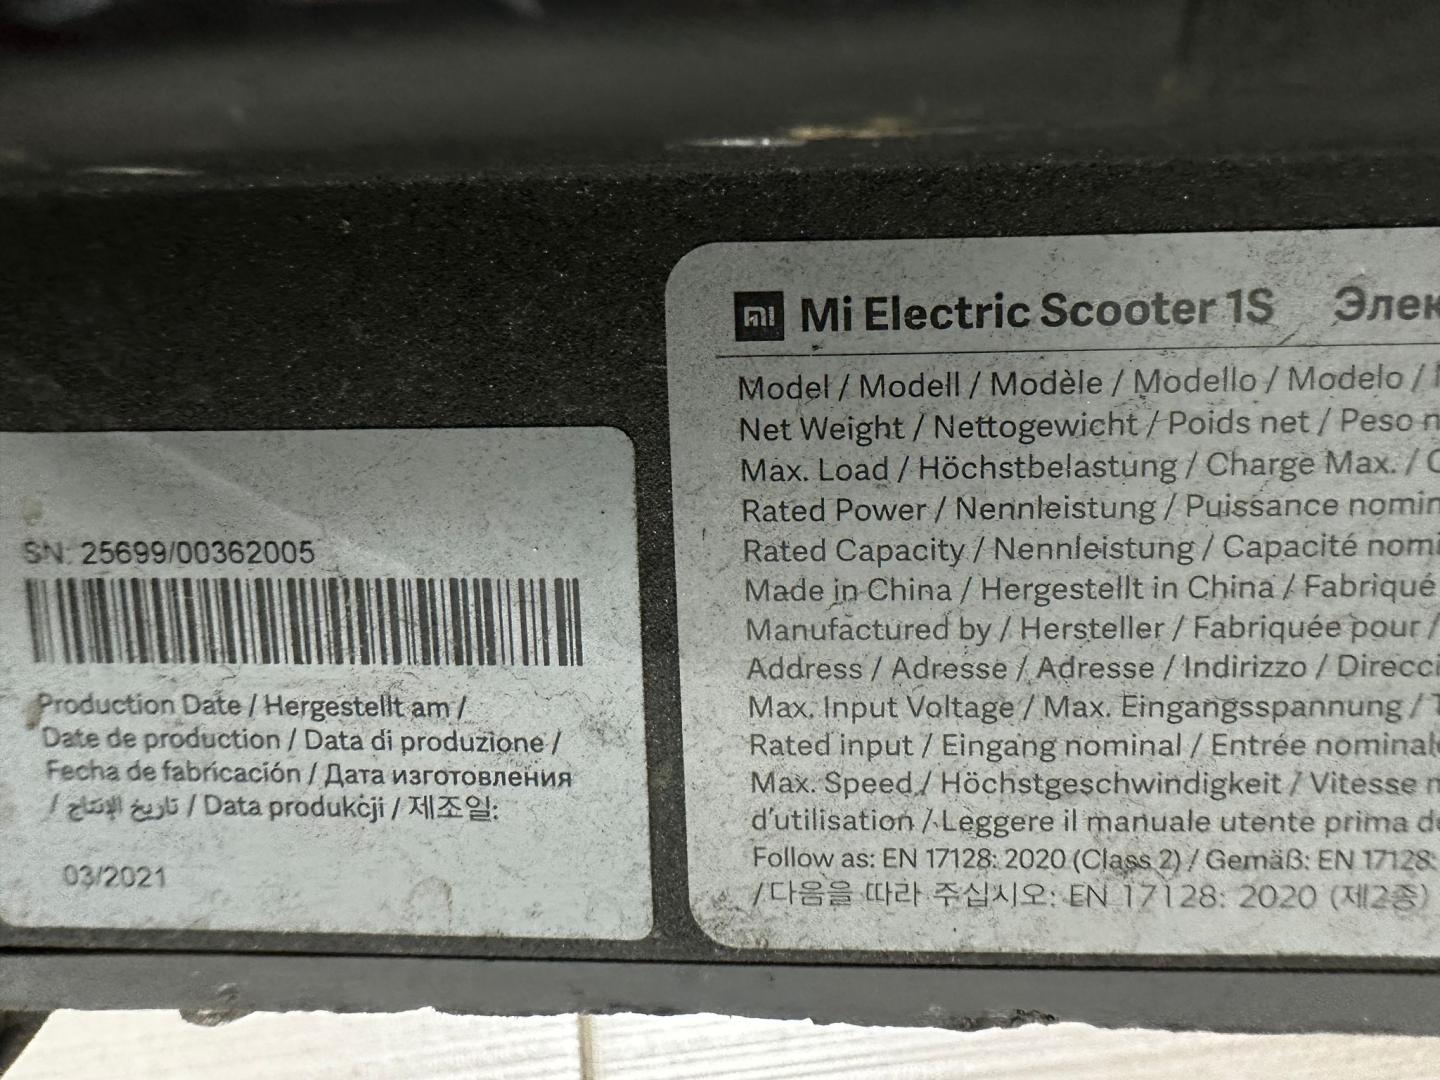 SN: 25699/00362005
Production Date / Hergestellt am /
Date de production / Data di produzione /
Fecha de fabricación / Дата изготовления
/ تاريخ الإنتاج / Data produkcji / 제조일:
03/2021
mi Mi Electric Scooter 1S
Model / Modell / Modèle / Modello / Modelo /
Net Weight / Nettogewicht / Poids net / Peso
Max. Load / Höchstbelastung / Charge Max. /
Rated Power / Nennleistung / Puissance
Rated Capacity / Nennleistung / Capacité
Made in China / Hergestellt in China / Fabriqué
Manufactured by / Hersteller / Fabriquée pour /
Address / Adresse / Adresse / Indirizzo /
Max. Input Voltage / Max. Eingangsspannung /
Rated input / Eingang nominal / Entrée
Max. Speed / Höchstgeschwindigkeit / Vitesse
d'utilisation / Leggere il manuale utente prima
Follow as: EN 17128: 2020 (Class 2) / Gemäß: EN 17128:
/ 다음을 따라 주십시오: EN 17128: 2020 (제2종)